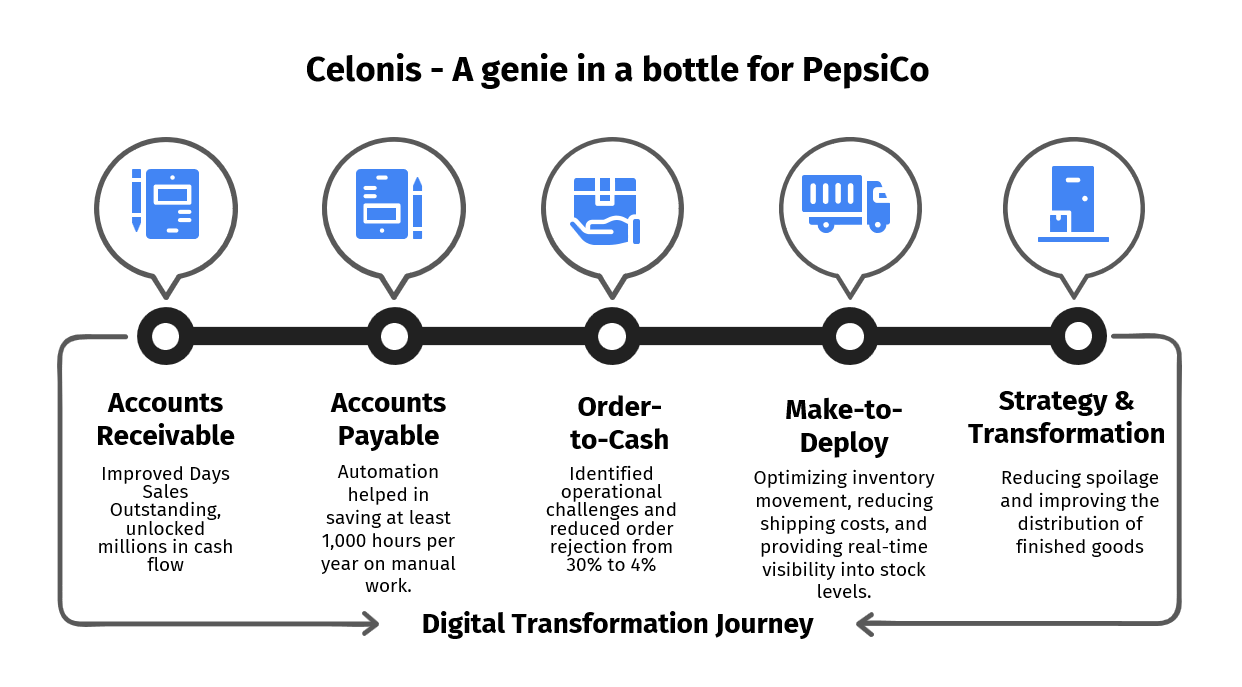 Celonis - A genie in a bottle for PepsiCo
Accounts
Receivable
Improved Days
Sales
Outstanding,
unlocked
millions in cash
flow
Accounts
Payable
Automation
helped in
saving at least
1,000 hours per
year on manual
work.
Order-
to-Cash
Identified
operational
challenges and
reduced order
rejection from
30% to 4%
Make-to-
Deploy
Optimizing inventory
movement, reducing
shipping costs, and
providing real-time
visibility into stock
levels.
Strategy &
Transformation
Reducing spoilage
and improving the
distribution of
finished goods
Digital Transformation Journey